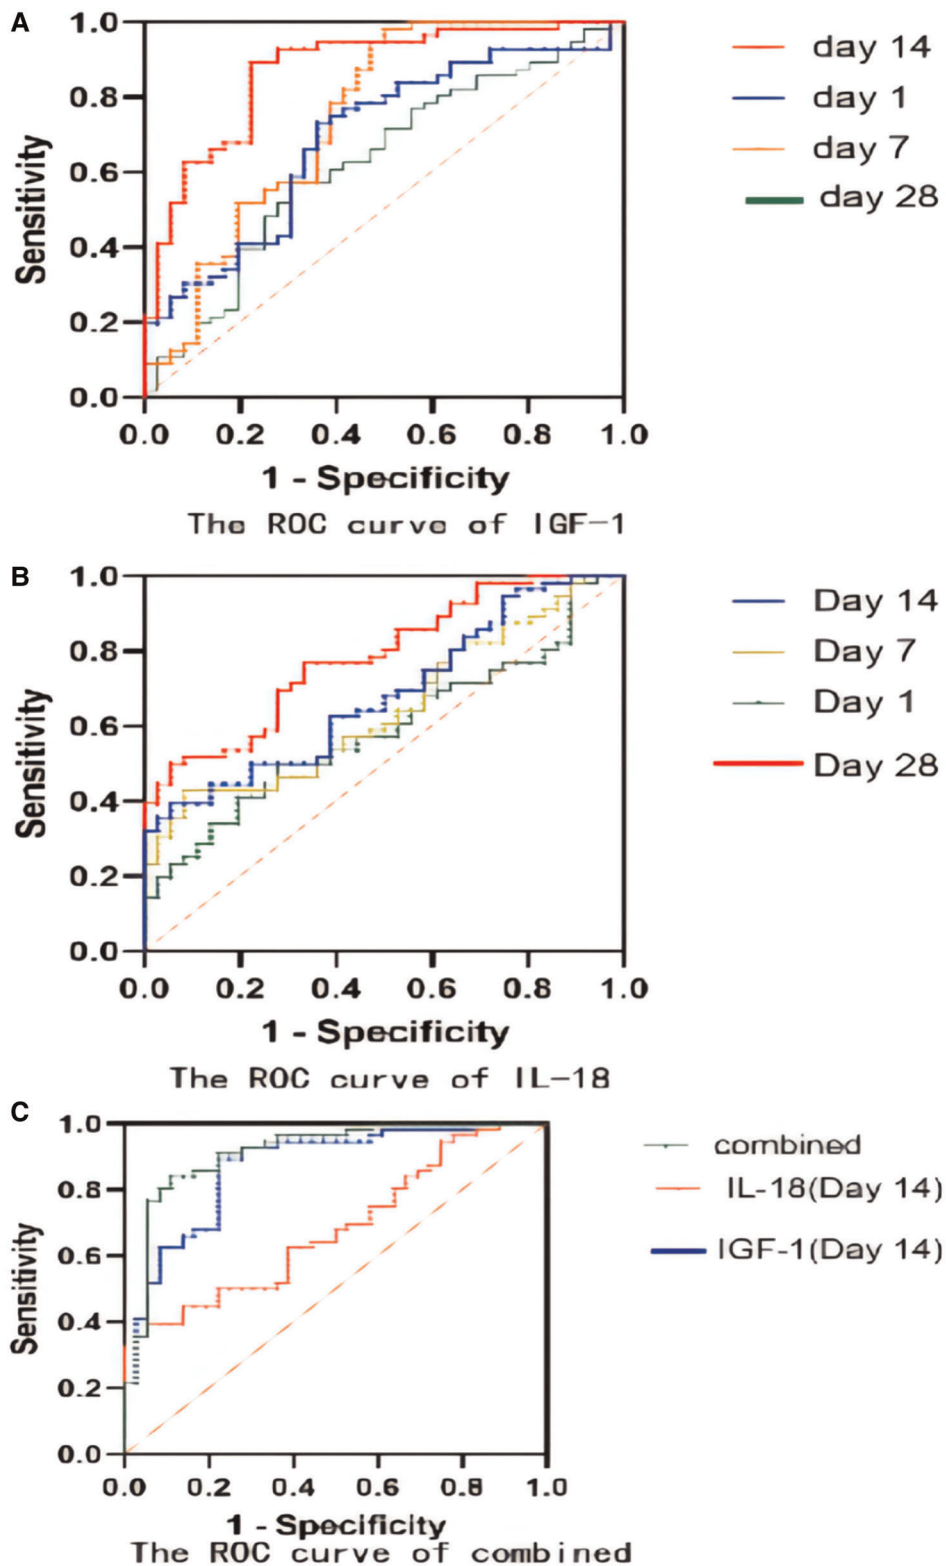 A
1.0
0.8
0.6
0.4
0.2
0.0
Sensitivity
0.0 0.2 0.4 0.6 0.8 1.0
1 - Specificity
The ROC curve of IGF-1
day 14
day 1
day 7
day 28
B
1.0
0.8
0.6
0.4
0.2
0.0
Sensitivity
0.0 0.2 0.4 0.6 0.8 1.0
1 - Specificity
The ROC curve of IL-18
Day 14
Day 7
Day 1
Day 28
C
1.0
0.8
0.6
0.4
0.2
0.0
Sensitivity
0.0 0.2 0.4 0.6 0.8 1.0
1 - Specificity
The ROC curve of combined
combined
IL-18(Day 14)
IGF-1(Day 14)